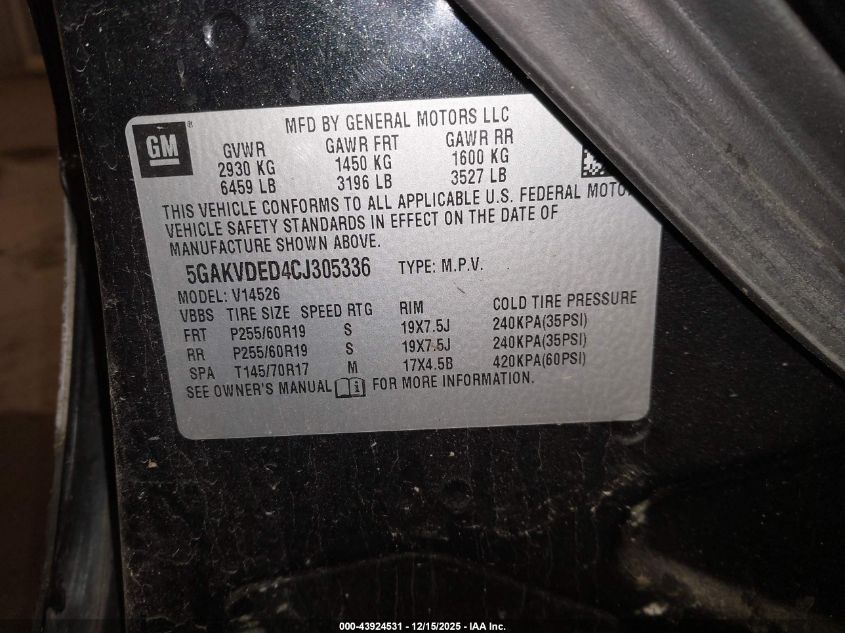 MFD BY GENERAL MOTORS LLC
GM®
GVWR GAWR FRT GAWR RR
2930 KG 1450 KG 1600 KG
6459 LB 3196 LB 3527 LB
THIS VEHICLE CONFORMS TO ALL APPLICABLE U.S. FEDERAL MOTO
VEHICLE SAFETY STANDARDS IN EFFECT ON THE DATE OF
MANUFACTURE SHOWN ABOVE.
5GAKVDED4CJ305336 TYPE: M.P.V.
MODEL: V14526
VBBS TIRE SIZE SPEED RTG RIM COLD TIRE PRESSURE
FRT P255/60R19 S 19X7.5J 240KPA(35PSI)
RR P255/60R19 S 19X7.5J 240KPA(35PSI)
SPA T145/70R17 M 17X4.5B 420KPA(60PSI)
SEE OWNER'S MANUAL FOR MORE INFORMATION.
000-43924531 - 12/15/2025 - IAA Inc.